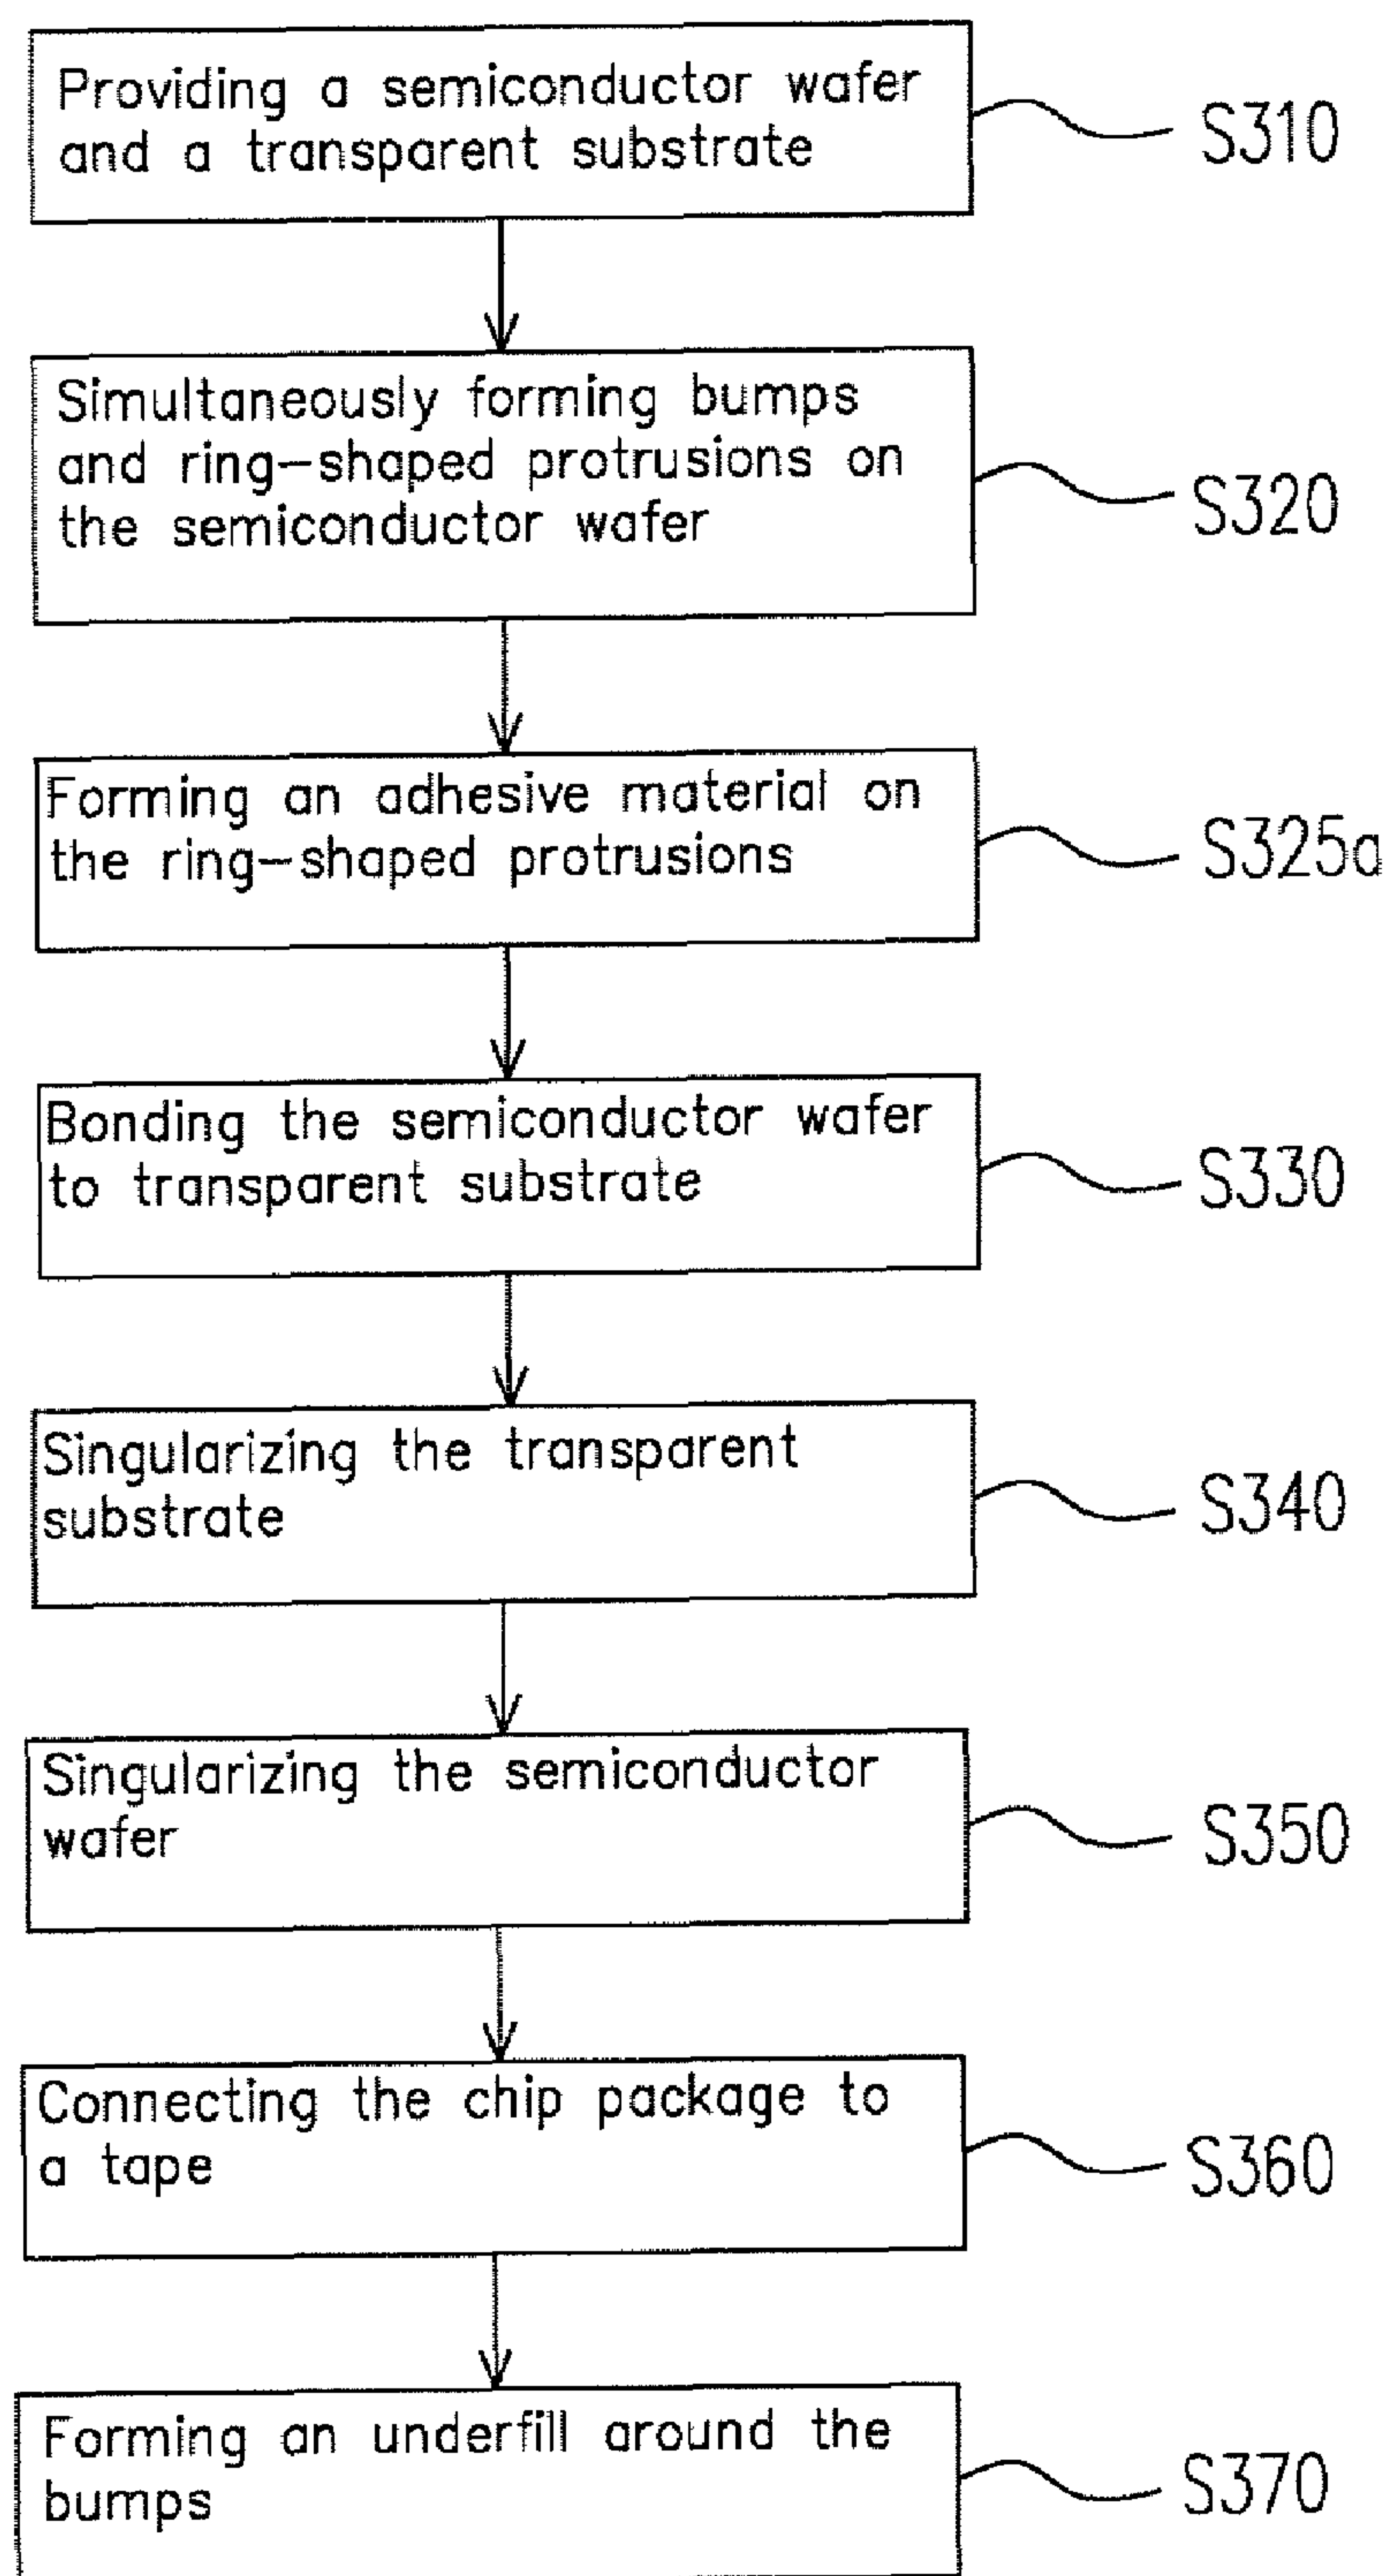 Providing a semiconductor wafer
and a transparent substrate
S310
Simultaneously forming bumps
and ring-shaped protrusions on
the semiconductor wafer
S320
Forming an adhesive material on
the ring-shaped protrusions
S325a
Bonding the semiconductor wafer
to transparent substrate
S330
Singularizing the transparent
substrate
S340
Singularizing the semiconductor
wafer
S350
Connecting the chip package to
a tape
S360
Forming an underfill around the
bumps
S370